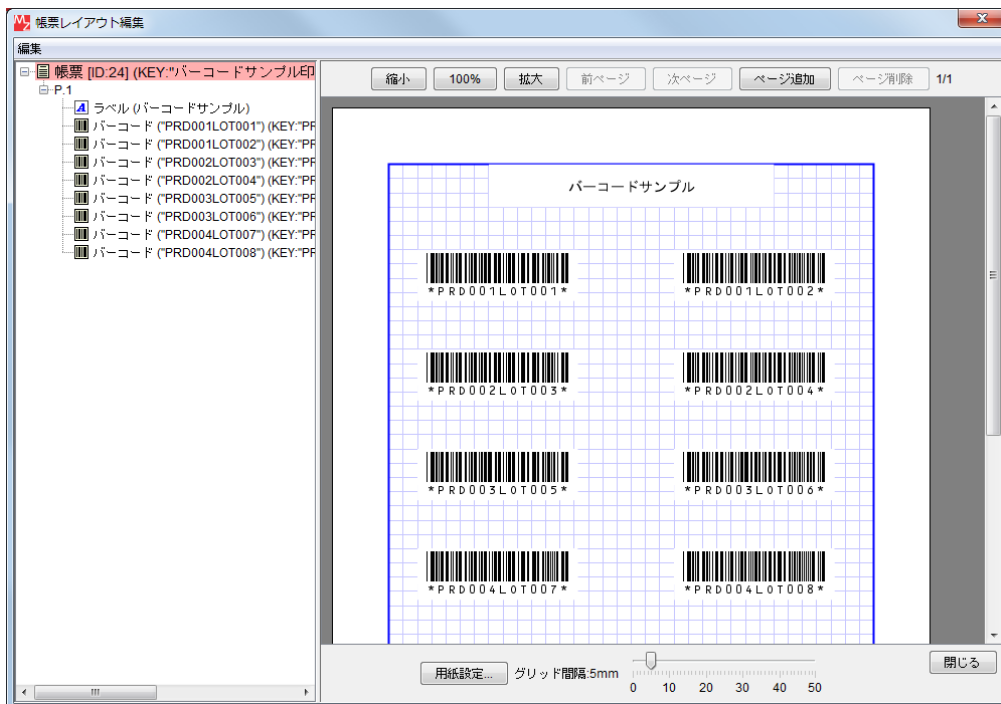 帳票レイアウト編集
編集
帳票 [ID:24] (KEY:"バーコードサンプル印
P.1
ラベル (バーコードサンプル)
バーコード ("PRD001LOT001") (KEY:"PF
バーコード ("PRD001LOT002") (KEY:"PF
バーコード ("PRD002LOT003") (KEY:"PF
バーコード ("PRD002LOT004") (KEY:"PF
バーコード ("PRD003LOT005") (KEY:"PF
バーコード ("PRD003LOT006") (KEY:"PF
バーコード ("PRD004LOT007") (KEY:"PF
バーコード ("PRD004LOT008") (KEY:"PF
縮小 100% 拡大 前ページ 次ページ ページ追加 ページ削除 1/1
バーコードサンプル
*PRD001LOT001* *PRD001LOT002*
*PRD002LOT003* *PRD002LOT004*
*PRD003LOT005* *PRD003LOT006*
*PRD004LOT007* *PRD004LOT008*
用紙設定... グリッド間隔:5mm
0 10 20 30 40 50
閉じる